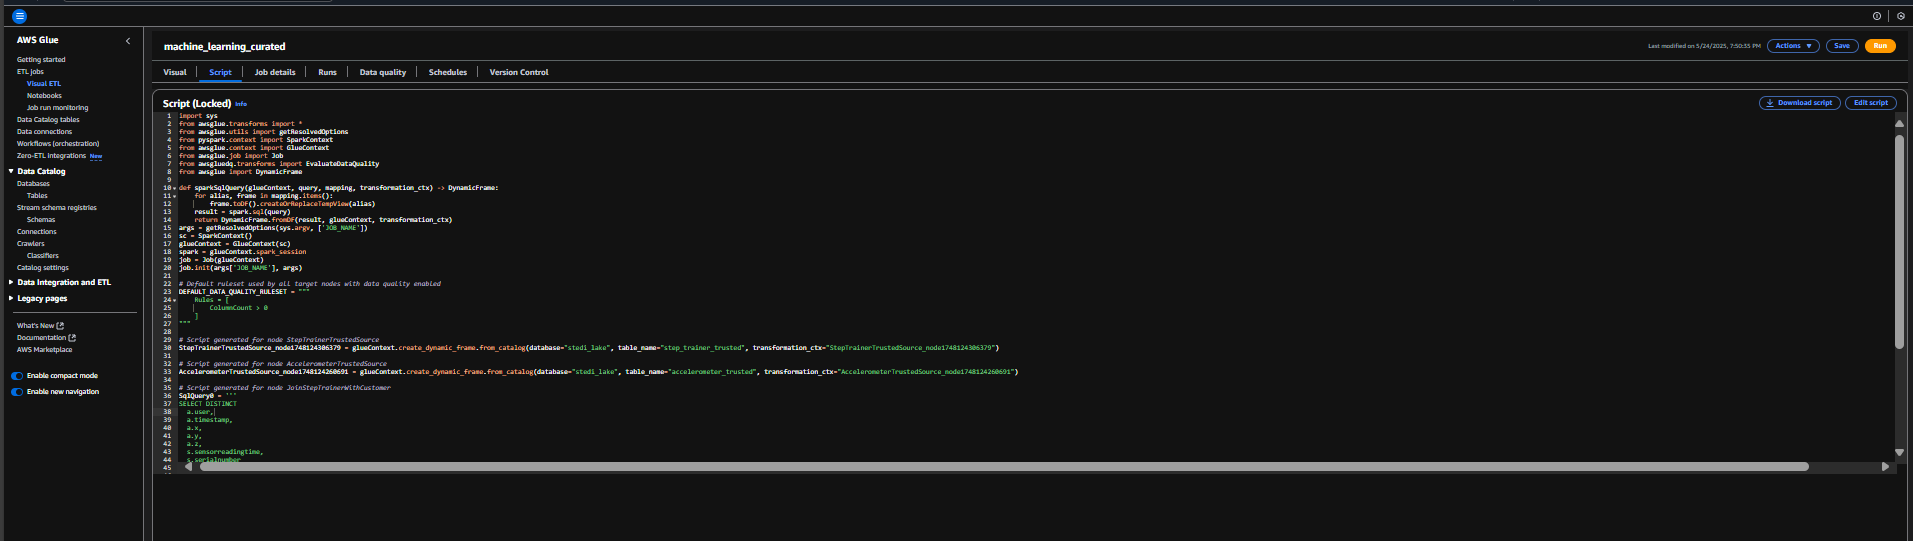 AWS Glue
Getting started
ETL jobs
Visual ETL
Notebooks
Job run monitoring
Data Catalog tables
Data connections
Workflows (orchestration)
Zero-ETL integrations New
Data Catalog
Databases
Tables
Stream schema registries
Schemas
Connections
Crawlers
Classifiers
Catalog settings
Data Integration and ETL
Legacy pages
What's New
Documentation
AWS Marketplace
Enable compact mode
Enable new navigation
machine_learning_curated
Last modified on 5/24/2025, 7:50:35 PM
Actions
Save
Run
Visual
Script
Job details
Runs
Data quality
Schedules
Version Control
Script (Locked) Info
Download script
Edit script
1 import sys
2 from awsglue.transforms import *
3 from awsglue.utils import getResolvedOptions
4 from pyspark.context import SparkContext
5 from awsglue.context import GlueContext
6 from awsglue.job import Job
7 from awsgluedq.transforms import EvaluateDataQuality
8 from awsglue import DynamicFrame
9
10 def sparkSqlQuery(glueContext, query, mapping, transformation_ctx) -> DynamicFrame:
11 for alias, frame in mapping.items():
12 frame.toDF().createOrReplaceTempView(alias)
13 result = spark.sql(query)
14 return DynamicFrame.fromDF(result, glueContext, transformation_ctx)
15 args = getResolvedOptions(sys.argv, ['JOB_NAME'])
16 sc = SparkContext()
17 glueContext = GlueContext(sc)
18 spark = glueContext.spark_session
19 job = Job(glueContext)
20 job.init(args['JOB_NAME'], args)
21
22 # Default ruleset used by all target nodes with data quality enabled
23 DEFAULT_DATA_QUALITY_RULESET = """
24 Rules = [
25 ColumnCount > 0
26 ]
27 """
28
29 # Script generated for node StepTrainerTrustedSource
30 StepTrainerTrustedSource_node1748124306379 = glueContext.create_dynamic_frame.from_catalog(database="stedi_lake", table_name="step_trainer_trusted", transformation_ctx="StepTrainerTrustedSource_node1748124306379")
31
32 # Script generated for node AccelerometerTrustedSource
33 AccelerometerTrustedSource_node1748124260691 = glueContext.create_dynamic_frame.from_catalog(database="stedi_lake", table_name="accelerometer_trusted", transformation_ctx="AccelerometerTrustedSource_node1748124260691")
34
35 # Script generated for node JoinStepTrainerWithCustomer
36 SqlQuery0 = '''
37 SELECT DISTINCT
38 a.user,
39 a.timestamp,
40 a.x,
41 a.y,
42 a.z,
43 s.sensorreadingtime,
44 s.serialnumber
45